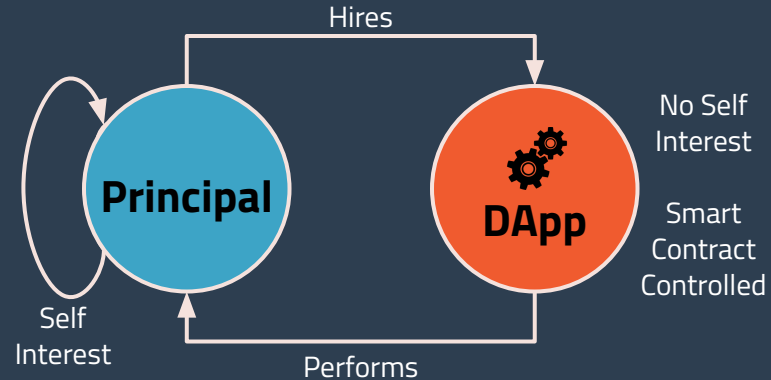 Hires
Principal
DApp
No Self
Interest
Smart
Contract
Controlled
Self
Interest
Performs